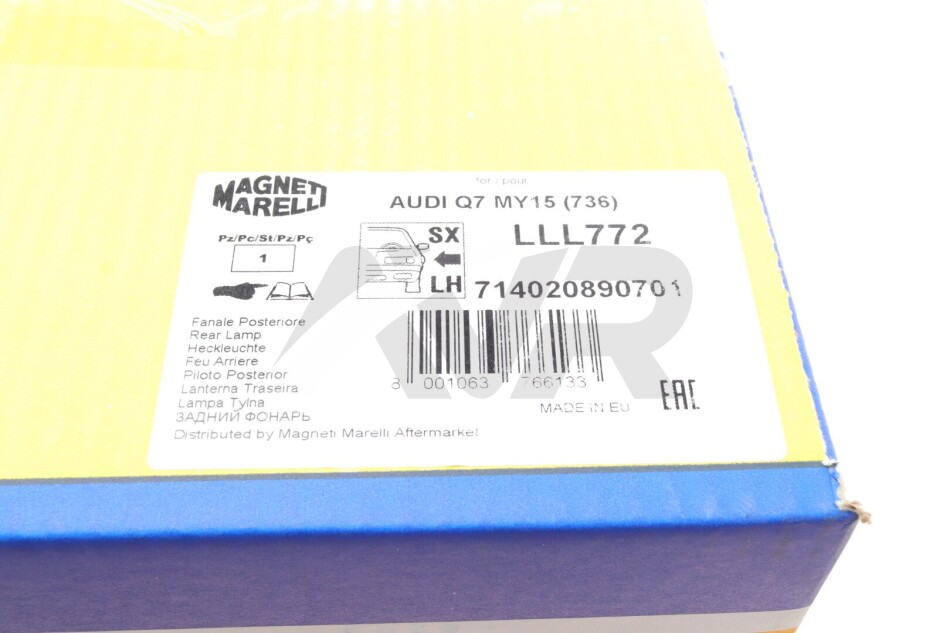 for / pour
MAGNETI
MARELLI
AUDI Q7 MY15 (736)
Pz/Pc/St/Pz/Pç
1
SX
LH
LLL772
714020890701
Fanale Posteriore
Rear Lamp
Heckleuchte
Feu Arriere
Piloto Posterior
Lanterna Traseira
Lampa Tylna
ЗАДНИЙ ФОНАРЬ
Distributed by Magneti Marelli Aftermarket
8 001063 766133
MADE IN EU
EAC